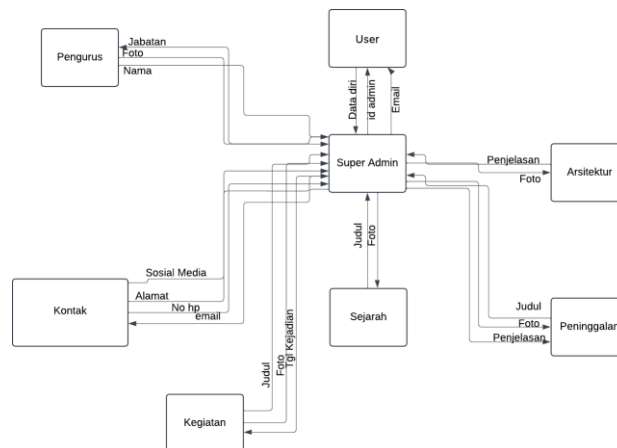 Pengurus
Jabatan
Foto
Nama
User
Data diri
id admin
Email
Super Admin
Penjelasan
Foto
Arsitektur
Judul
Foto
Sejarah
Sosial Media
Alamat
No hp
email
Kontak
Judul
Foto
Tgl Kejadian
Kegiatan
Judul
Foto
Penjelasan
Peninggalan